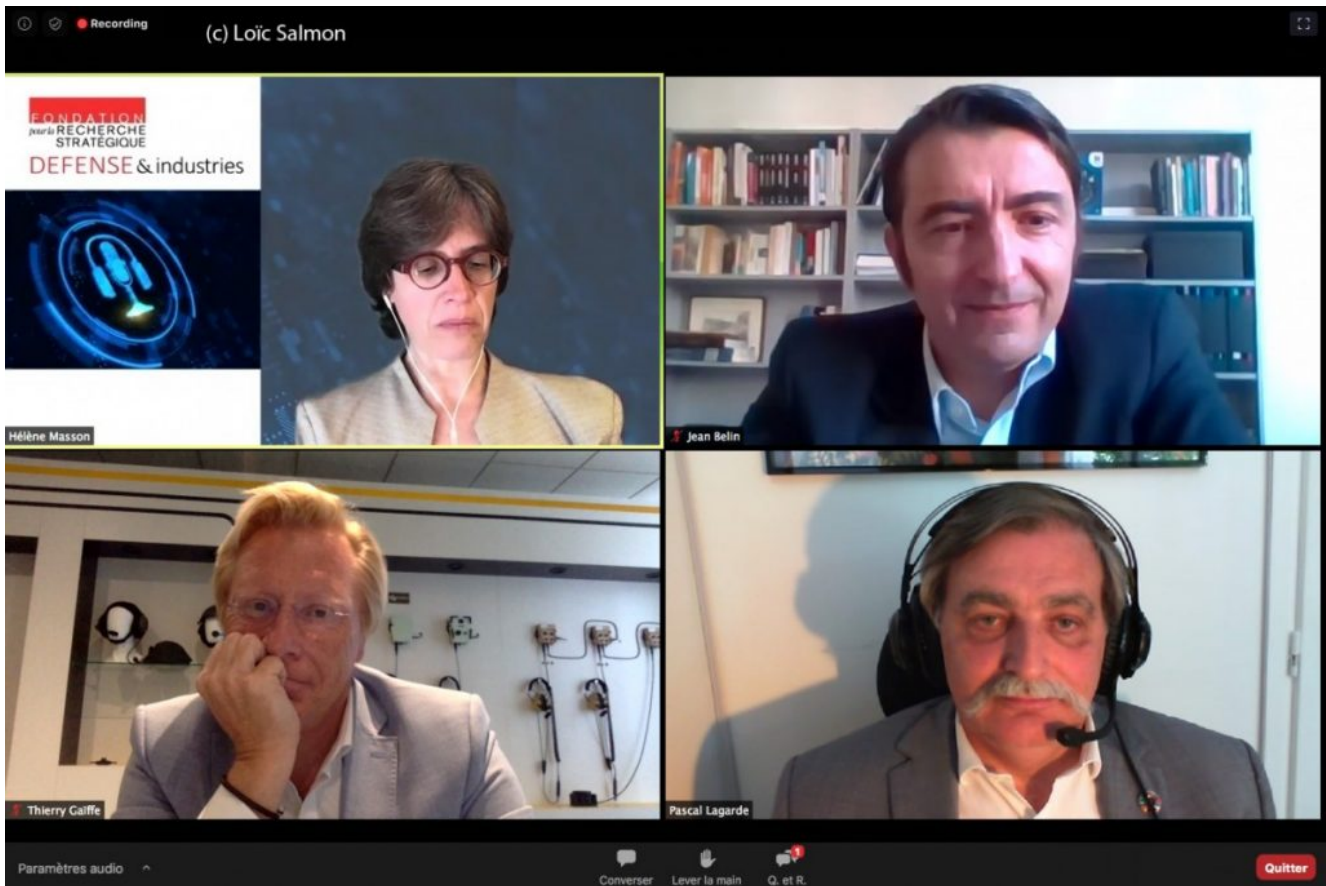 Recording
(c) Loïc Salmon
FONDATION
pour la RECHERCHE
STRATÉGIQUE
DEFENSE & industries
Hélène Masson
Jean Belin
Thierry Gaiffe
Pascal Lagarde
Paramètres audio
Converser
Lever la main
1
Q. et R.
Quitter